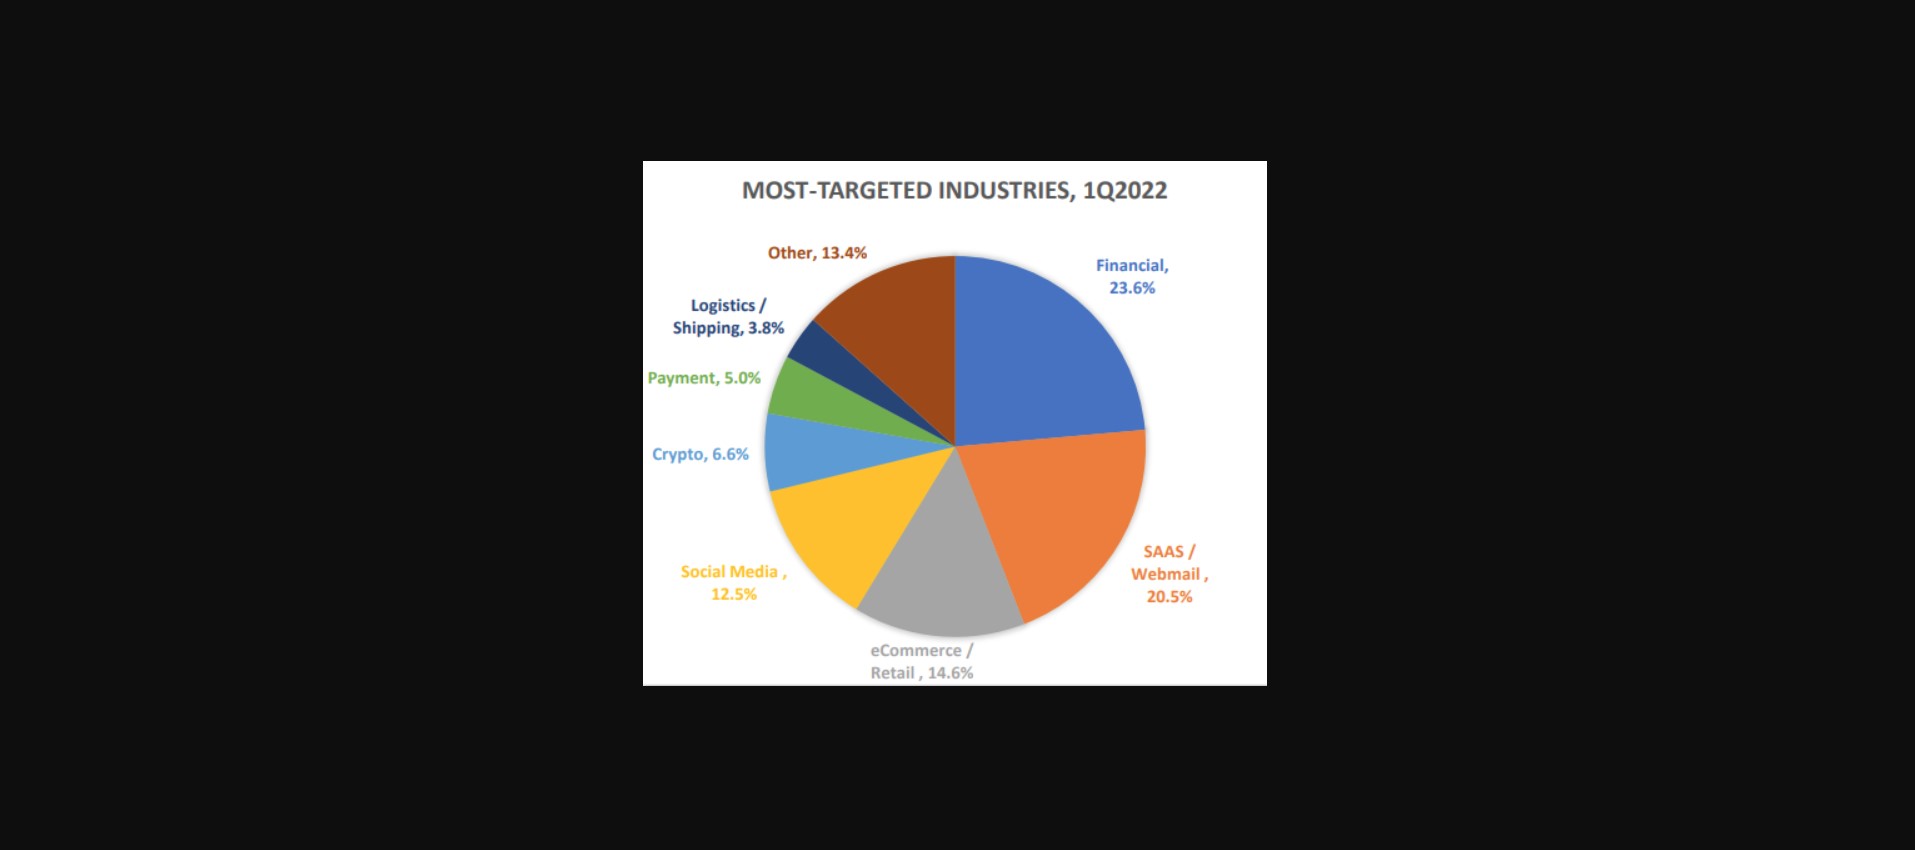 MOST-TARGETED INDUSTRIES, 1Q2022
Other, 13.4%
Financial,
23.6%
Logistics /
Shipping, 3.8%
Payment, 5.0%
Crypto, 6.6%
SAAS /
Webmail ,
20.5%
Social Media ,
12.5%
eCommerce /
Retail , 14.6%